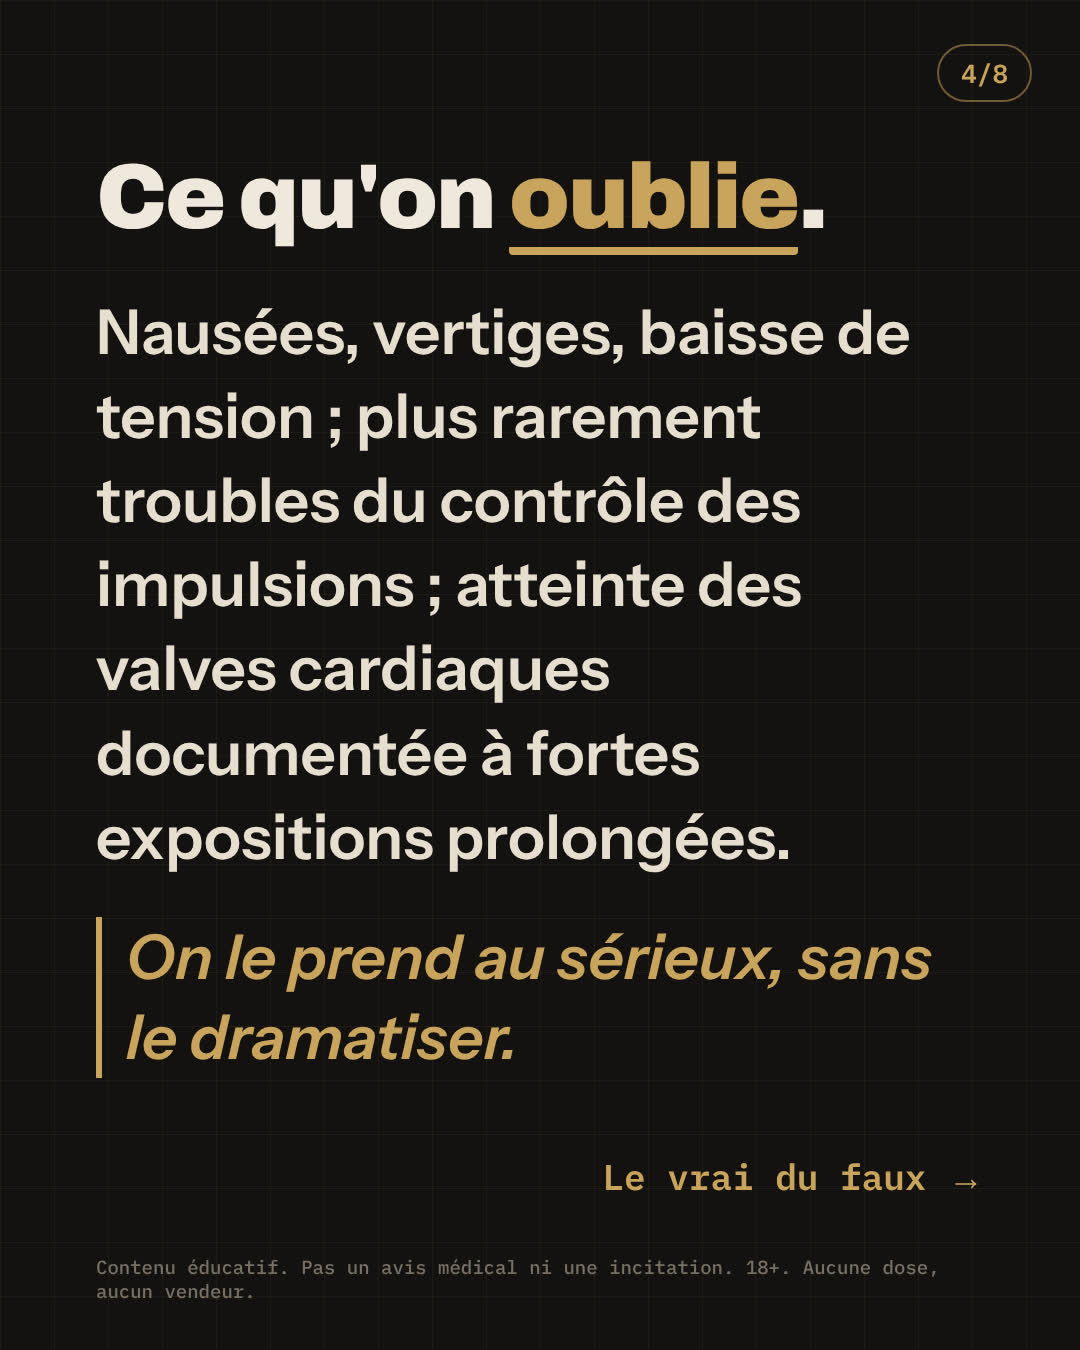 4/8
Ce qu'on oublie.
Nausées, vertiges, baisse de
tension ; plus rarement
troubles du contrôle des
impulsions ; atteinte des
valves cardiaques
documentée à fortes
expositions prolongées.
On le prend au sérieux, sans
le dramatiser.
Le vrai du faux →
Contenu éducatif. Pas un avis médical ni une incitation. 18+. Aucune dose,
aucun vendeur.